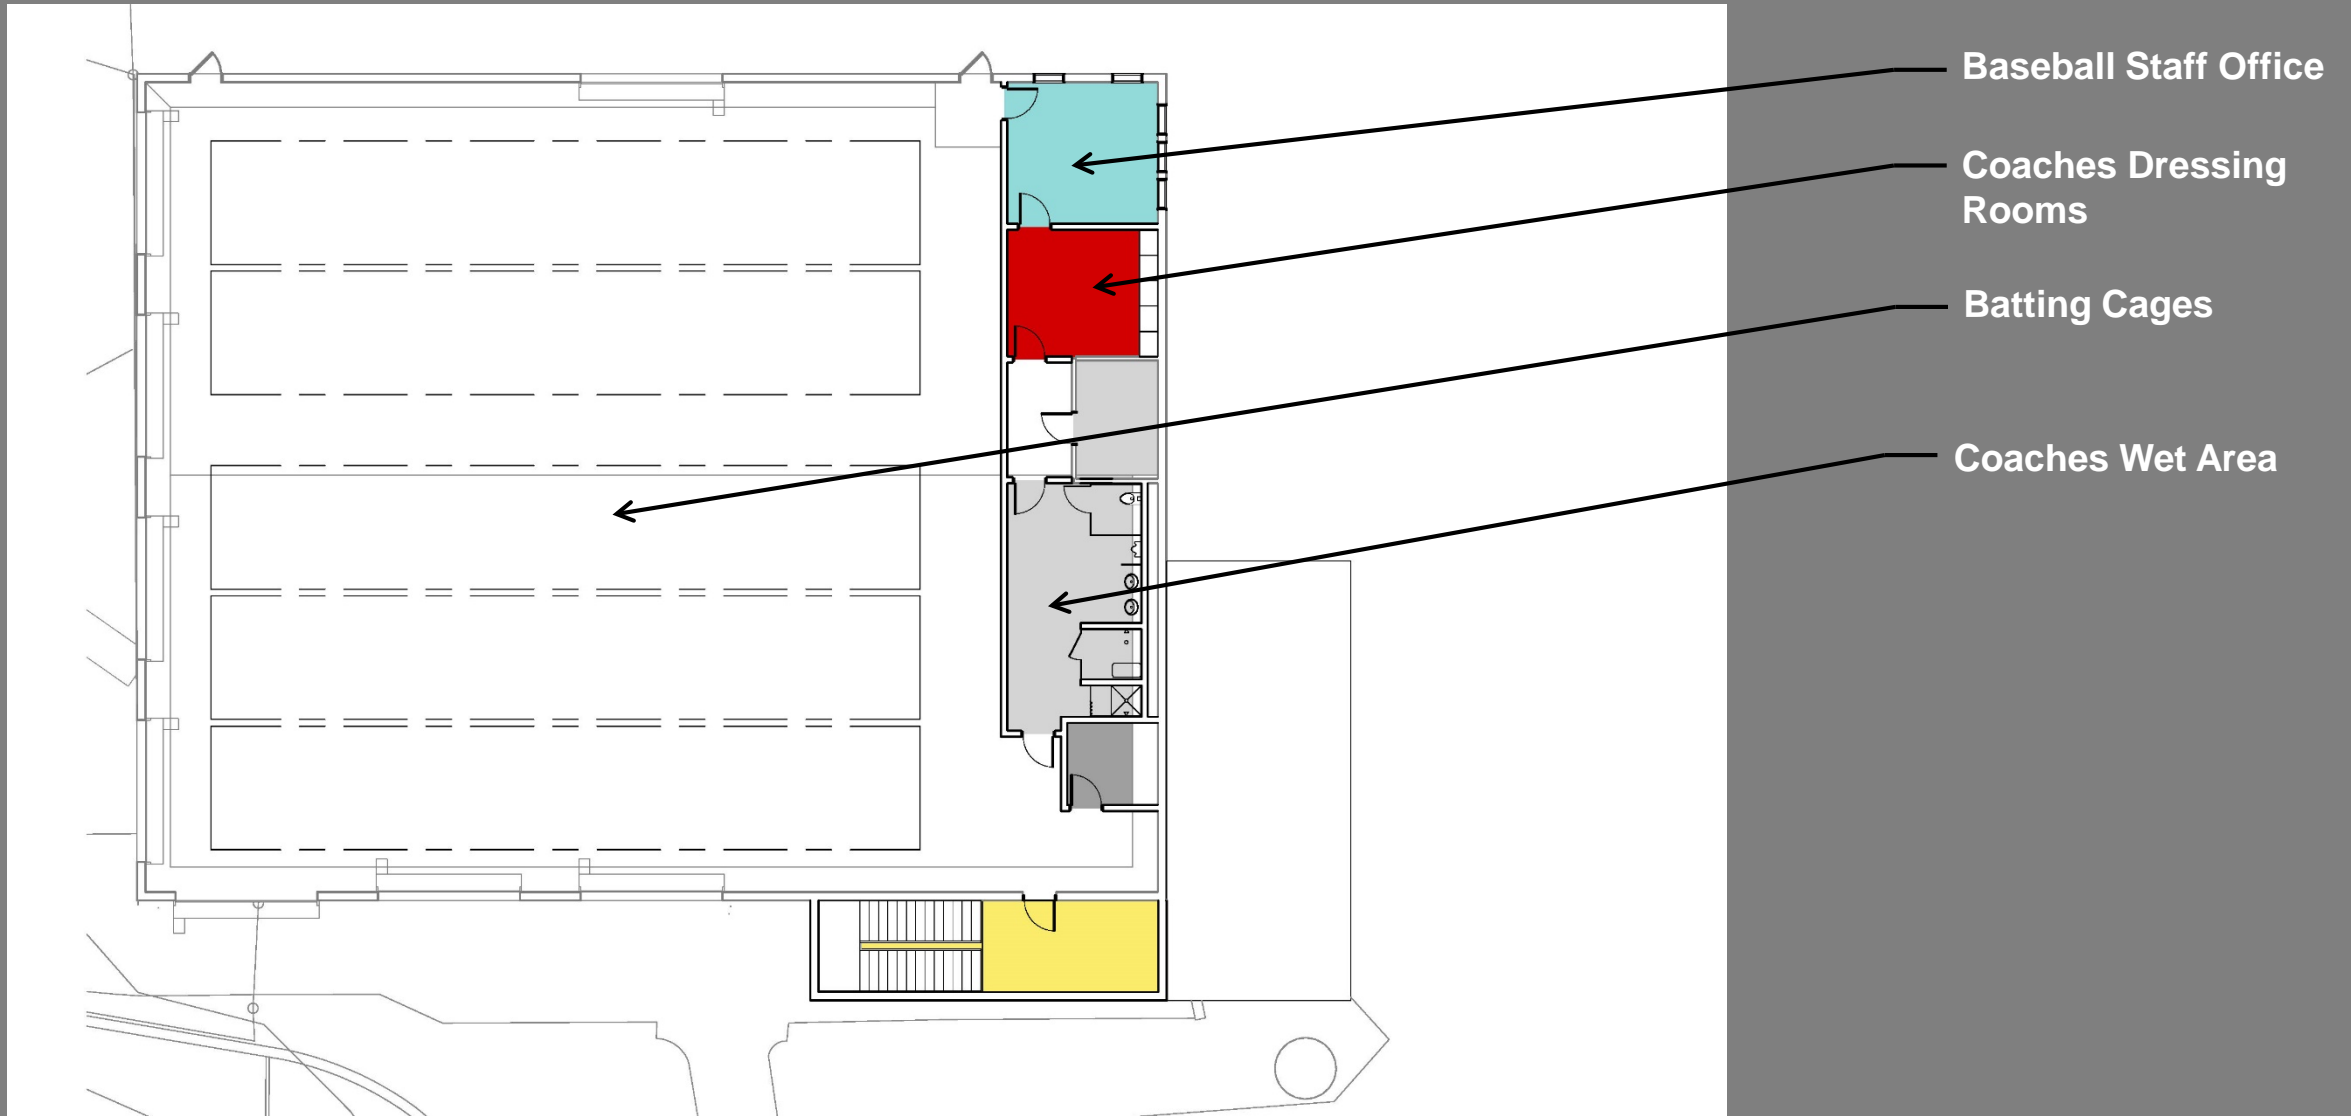 Baseball Staff Office
Coaches Dressing
Rooms
Batting Cages
Coaches Wet Area